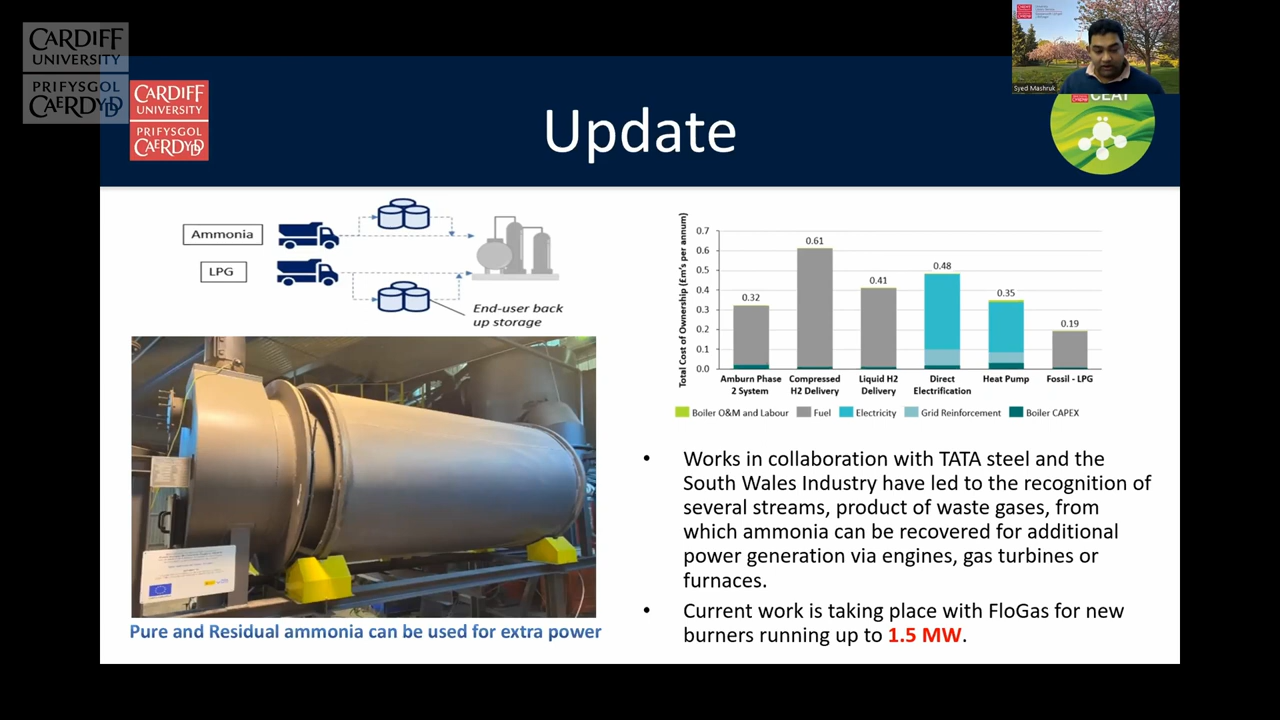 CARDIFF
UNIVERSITY
PRIFYSGOL
CAERDYDD
Syed Mashruk
CARDIFF
UNIVERSITY
PRIFYSGOL
CAERDYDD
Update
Ammonia
LPG
End-user back
up storage
Pure and Residual ammonia can be used for extra power
Total Cost of Ownership (£m's per annum)
0.7
0.6
0.5
0.4
0.3
0.2
0.1
0.0
0.32
0.61
0.41
0.48
0.35
0.19
Amburn Phase
2 System
Compressed
H2 Delivery
Liquid H2
Delivery
Direct
Electrification
Heat Pump
Fossil - LPG
Boiler O&M and Labour
Fuel
Electricity
Grid Reinforcement
Boiler CAPEX
• Works in collaboration with TATA steel and the
South Wales Industry have led to the recognition of
several streams, product of waste gases, from
which ammonia can be recovered for additional
power generation via engines, gas turbines or
furnaces.
• Current work is taking place with FloGas for new
burners running up to 1.5 MW.